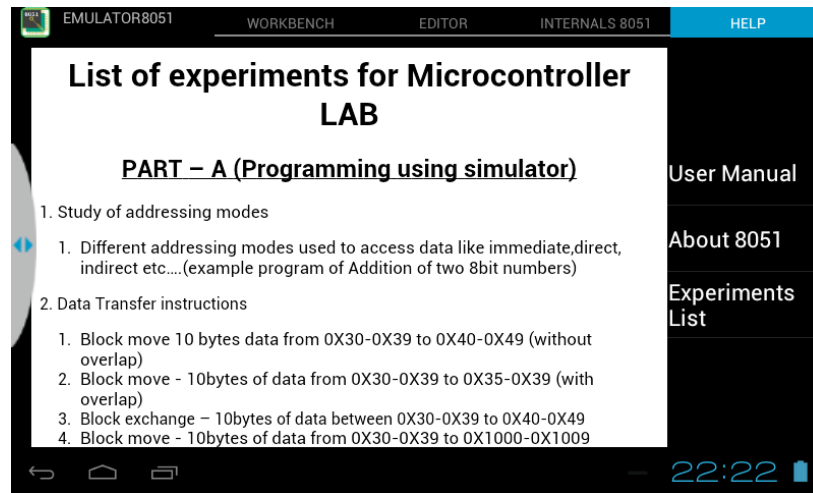 8051
EMULATOR8051
WORKBENCH
EDITOR
INTERNALS 8051
HELP
List of experiments for Microcontroller
LAB
PART – A (Programming using simulator)
1. Study of addressing modes
1. Different addressing modes used to access data like immediate,direct,
indirect etc....(example program of Addition of two 8bit numbers)
2. Data Transfer instructions
1. Block move 10 bytes data from 0X30-0X39 to 0X40-0X49 (without
overlap)
2. Block move - 10bytes of data from 0X30-0X39 to 0X35-0X39 (with
overlap)
3. Block exchange – 10bytes of data between 0X30-0X39 to 0X40-0X49
4. Block move - 10bytes of data from 0X30-0X39 to 0X1000-0X1009
User Manual
About 8051
Experiments
List
22:22